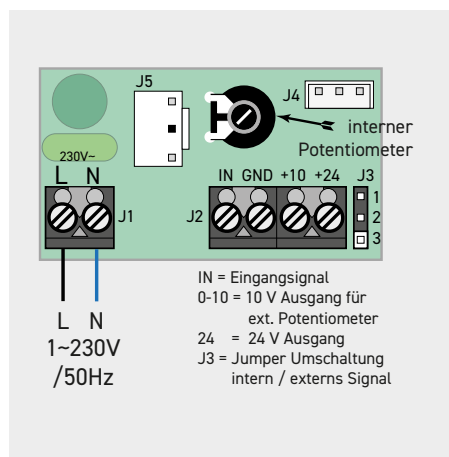 J5
J4
interner
Potentiometer
230V~
L N
IN GND +10 +24 J3
1
2
3
J1
J2
L N
1~230V
/50Hz
IN = Eingangsignal
0-10 = 10 V Ausgang für
ext. Potentiometer
24 = 24 V Ausgang
J3 = Jumper Umschaltung
intern / externs Signal